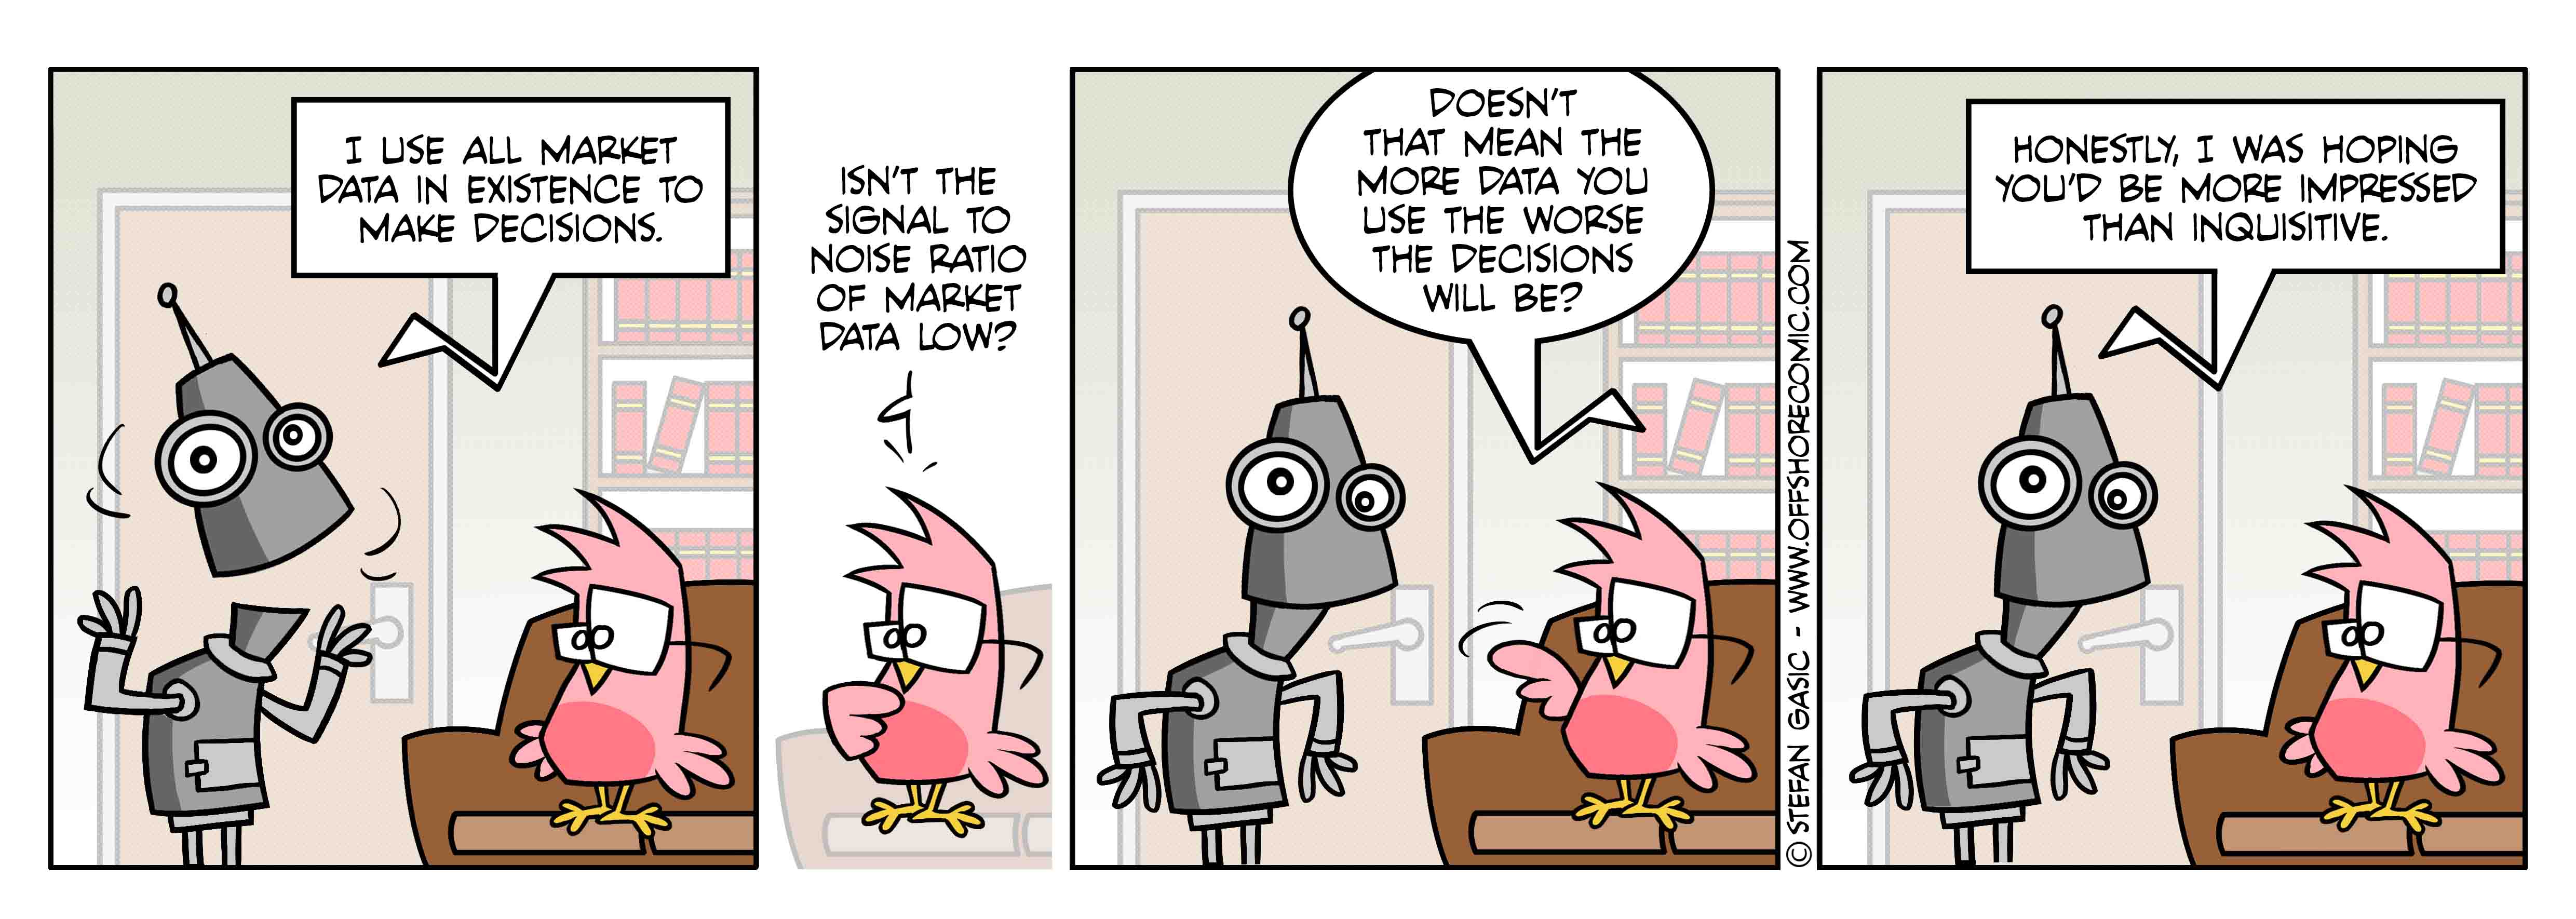 I USE ALL MARKET
DATA IN EXISTENCE TO
MAKE DECISIONS.
ISN'T THE
SIGNAL TO
NOISE RATIO
OF MARKET
DATA LOW?
DOESN'T
THAT MEAN THE
MORE DATA YOU
USE THE WORSE
THE DECISIONS
WILL BE?
© STEFAN GASIC - WWW.OFFSHORECOMIC.COM
HONESTLY, I WAS HOPING
YOU'D BE MORE IMPRESSED
THAN INQUISITIVE.